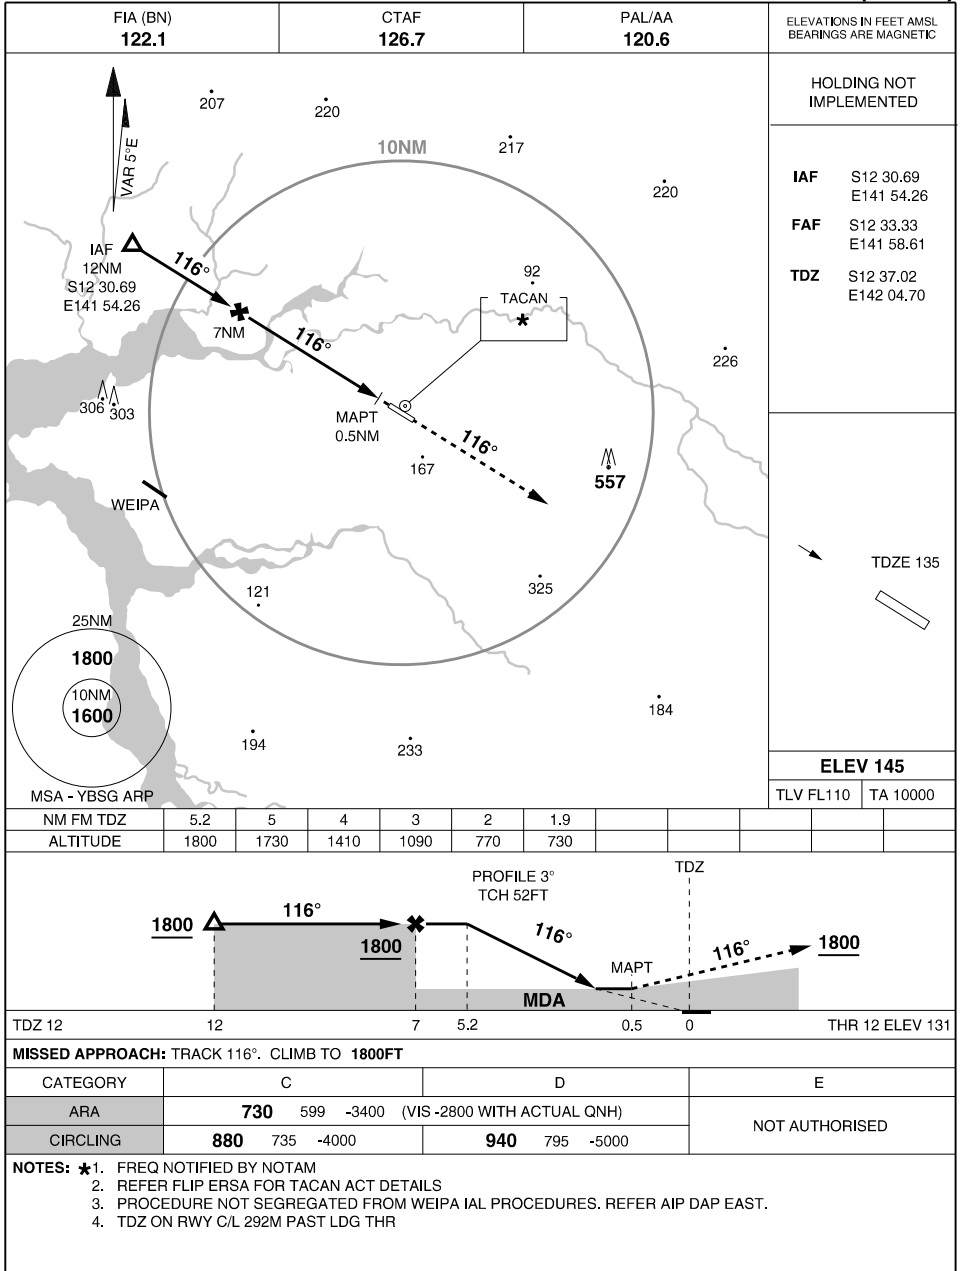 FIA (BN)
122.1
CTAF
126.7
PAL/AA
120.6
ELEVATIONS IN FEET AMSL
BEARINGS ARE MAGNETIC
HOLDING NOT
IMPLEMENTED
IAF S12 30.69
E141 54.26
FAF S12 33.33
E141 58.61
TDZ S12 37.02
E142 04.70
207
220
217
220
10NM
VAR 5°E
IAF
12NM
S12 30.69
E141 54.26
116°
7NM
116°
92
TACAN
*
226
306
303
MAPT
0.5NM
116°
167
557
WEIPA
TDZE 135
325
121
25NM
1800
10NM
1600
184
194
233
MSA - YBSG ARP
ELEV 145
TLV FL110 TA 10000
NM FM TDZ 5.2 5 4 3 2 1.9
ALTITUDE 1800 1730 1410 1090 770 730
PROFILE 3°
TCH 52FT
TDZ
1800
116°
1800
116°
MAPT
116°
1800
MDA
TDZ 12 12 7 5.2 0.5 0 THR 12 ELEV 131
MISSED APPROACH: TRACK 116°. CLIMB TO 1800FT
CATEGORY C D E
ARA 730 599 -3400 (VIS -2800 WITH ACTUAL QNH)
NOT AUTHORISED
CIRCLING 880 735 -4000 940 795 -5000
NOTES: *1. FREQ NOTIFIED BY NOTAM
2. REFER FLIP ERSA FOR TACAN ACT DETAILS
3. PROCEDURE NOT SEGREGATED FROM WEIPA IAL PROCEDURES. REFER AIP DAP EAST.
4. TDZ ON RWY C/L 292M PAST LDG THR